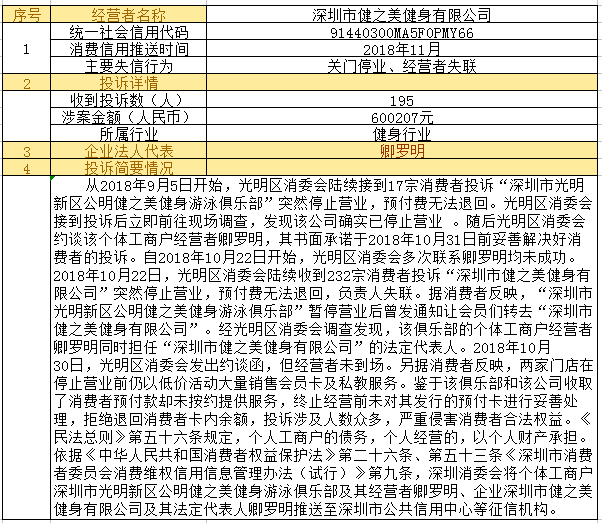 序号 经营者名称 深圳市健之美健身有限公司
统一社会信用代码 91440300MA5F0PMY66
1 消费信用推送时间 2018年11月
主要失信行为 关门停业、经营者失联
2 投诉详情
收到投诉数（人） 195
涉案金额（人民币） 600207元
所属行业 健身行业
3 企业法人代表 卿罗明
4 投诉简要情况
从2018年9月5日开始，光明区消委会陆续接到17宗消费者投诉“深圳市光明
新区公明健之美健身游泳俱乐部”突然停止营业，预付费无法退回。光明区消委会
接到投诉后立即前往现场调查，发现该公司确实已停止营业 。随后光明区消委会
约谈该个体工商户经营者卿罗明，其书面承诺于2018年10月31日前妥善解决好消
费者的投诉。自2018年10月22日开始，光明区消委会多次联系卿罗明均未成功。
2018年10月22日，光明区消委会陆续收到232宗消费者投诉“深圳市健之美健身有
限公司”突然停止营业，预付费无法退回，负责人失联。据消费者反映，“深圳市
光明新区公明健之美健身游泳俱乐部”暂停营业后曾发通知让会员们转去“深圳市
健之美健身有限公司”。经光明区消委会调查发现，该俱乐部的个体工商户经营者
卿罗明同时担任“深圳市健之美健身有限公司”的法定代表人。2018年10月
30日，光明区消委会发出约谈函，但经营者未到场。另据消费者反映，两家门店在
停止营业前仍以低价活动大量销售会员卡及私教服务。鉴于该俱乐部和该公司收取
了消费者预付款却未按约提供服务，终止经营前未对其发行的预付卡进行妥善处
理，拒绝退回消费者卡内余额，投诉涉及人数众多，严重侵害消费者合法权益。《
民法总则》第五十六条规定，个人工商户的债务，个人经营的，以个人财产承担。
依据《中华人民共和国消费者权益保护法》第二十六条、第五十三条《深圳市消费
者委员会消费维权信用信息管理办法（试行）》第九条，深圳消委会将个体工商户
深圳市光明新区公明健之美健身游泳俱乐部及其经营者卿罗明、企业深圳市健之美
健身有限公司及其法定代表人卿罗明推送至深圳市公共信用中心等征信机构。